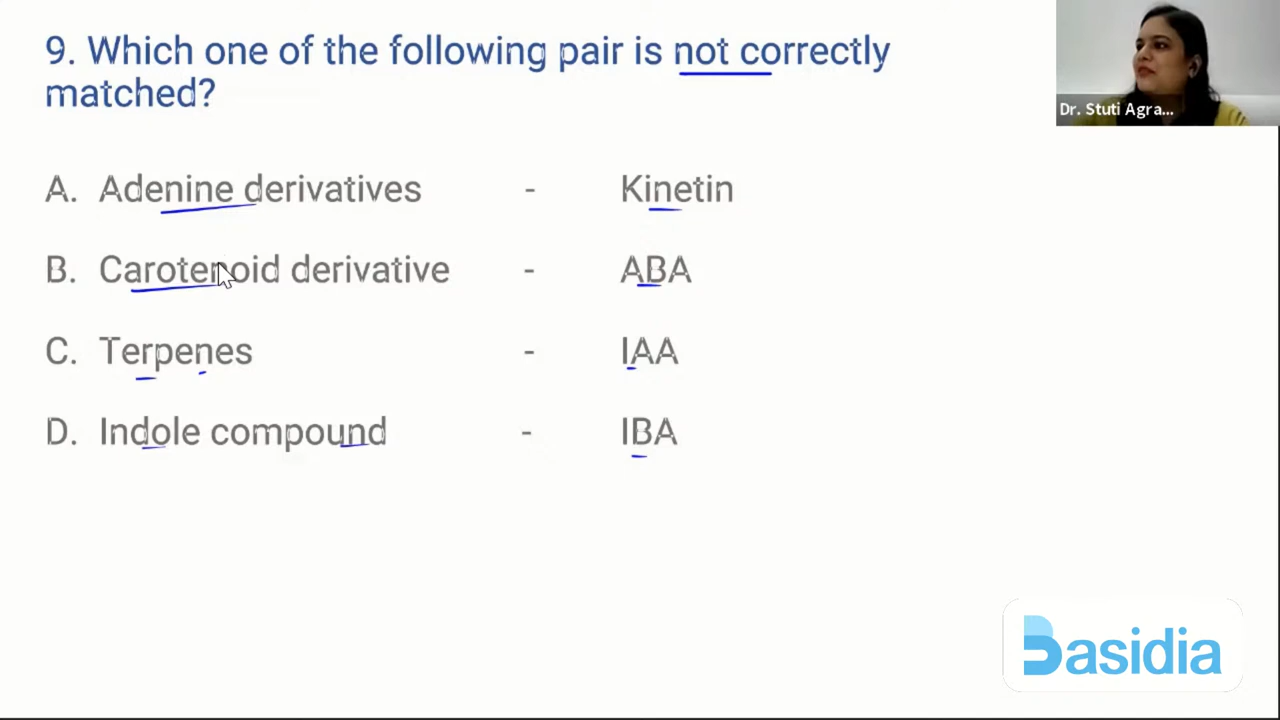 9. Which one of the following pair is not correctly
matched?
Dr. Stuti Agra...
A. Adenine derivatives - Kinetin
B. Carotenoid derivative - ABA
C. Terpenes - IAA
D. Indole compound - IBA
Basidia